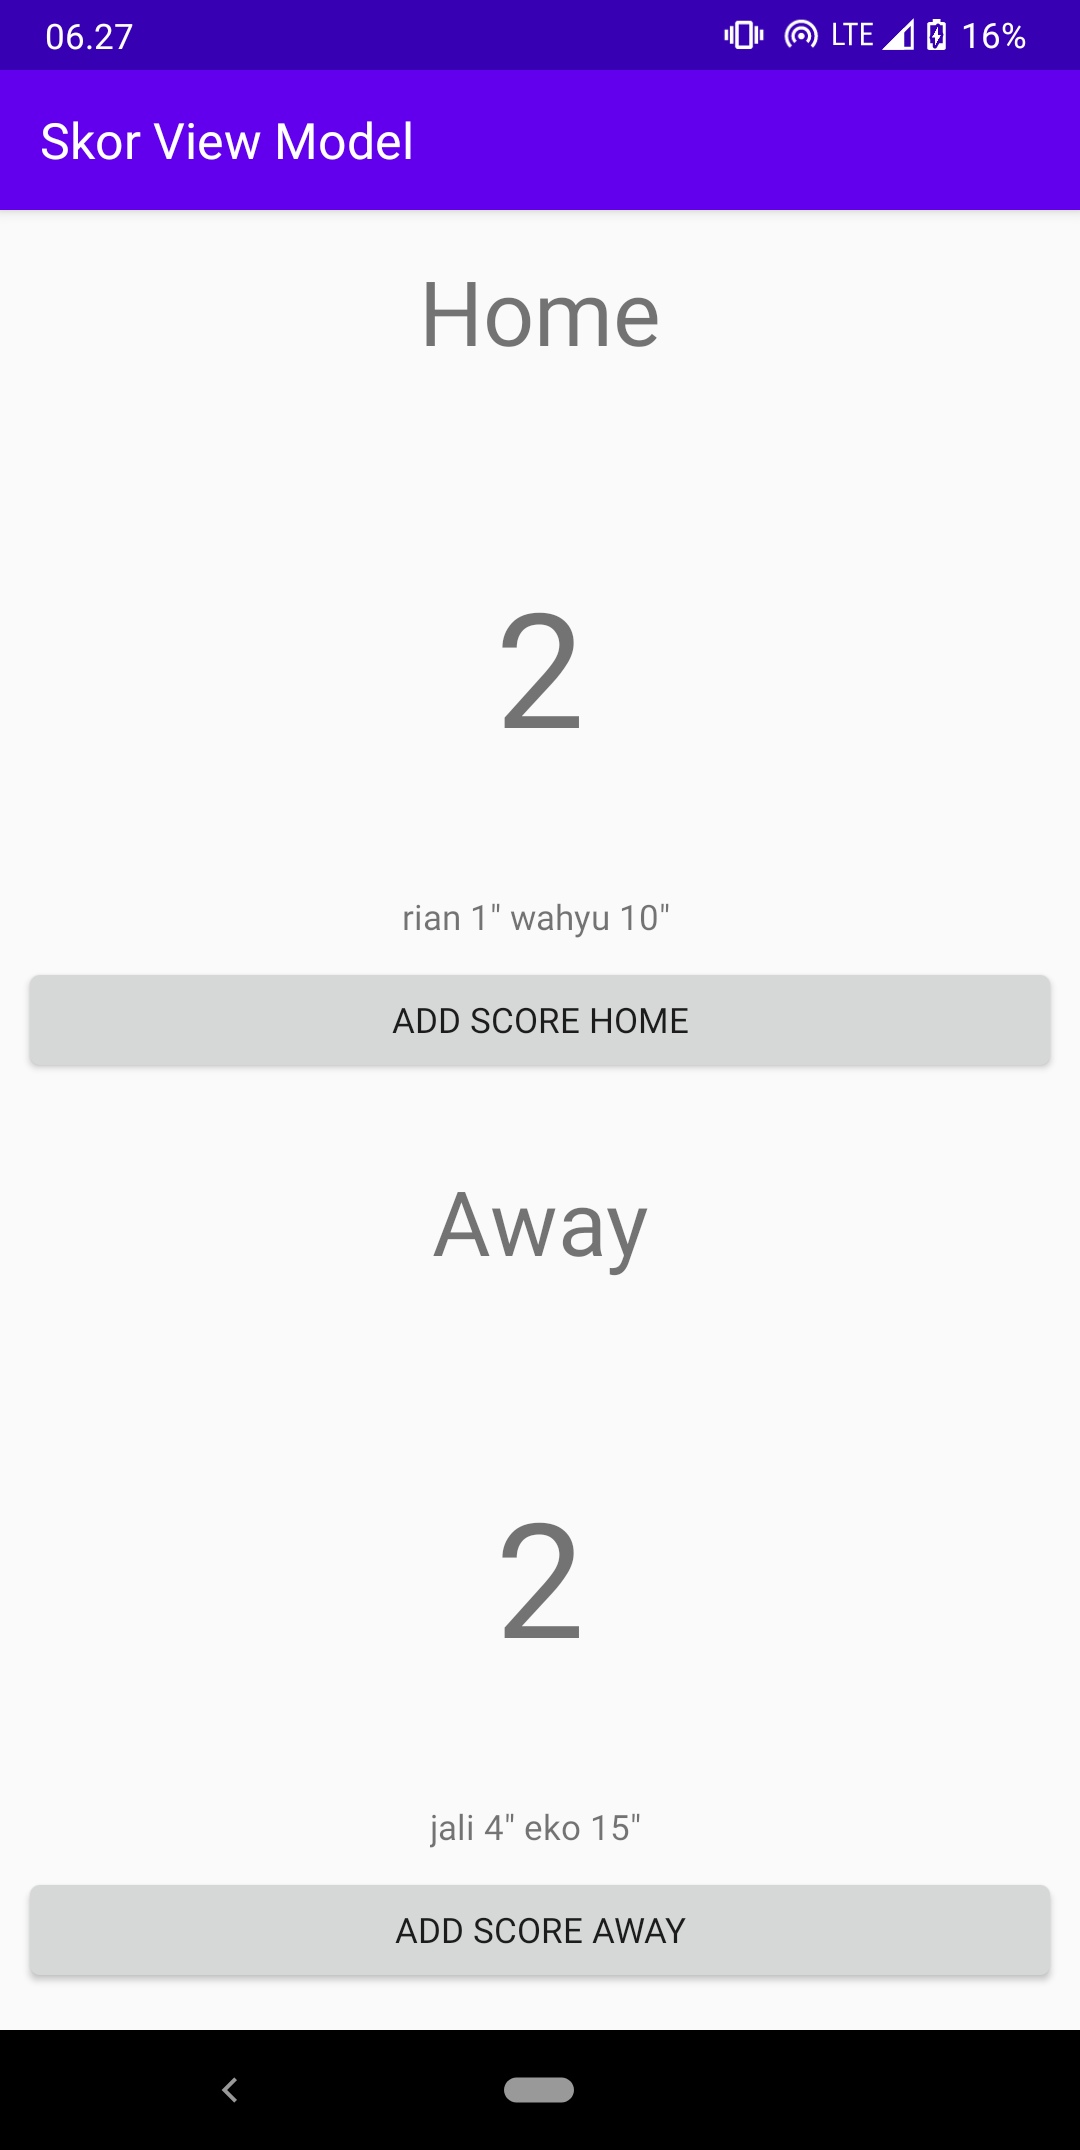 06.27 LTE 16%
Skor View Model
Home
2
rian 1" wahyu 10"
ADD SCORE HOME
Away
2
jali 4" eko 15"
ADD SCORE AWAY